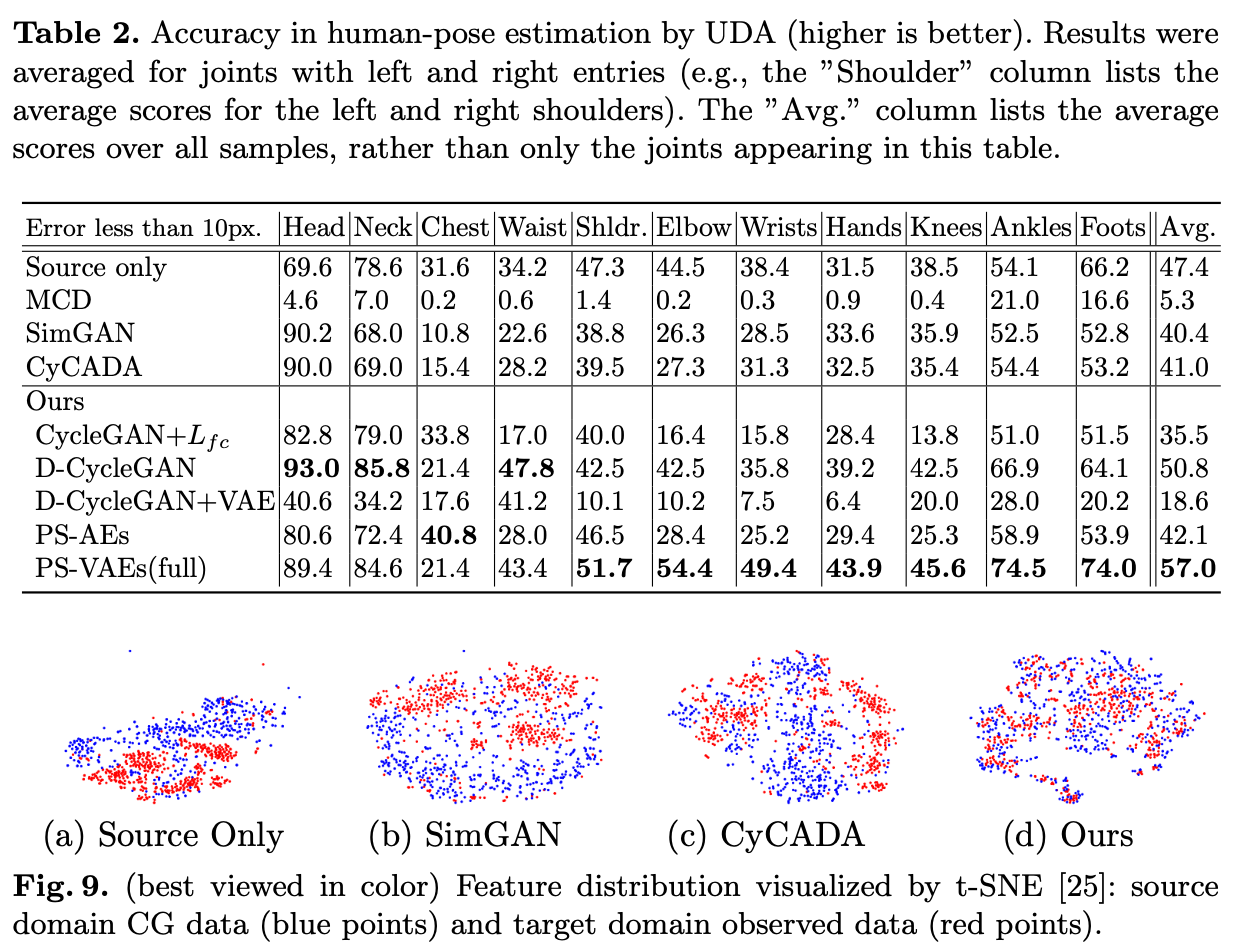 Table 2. Accuracy in human-pose estimation by UDA (higher is better). Results were
averaged for joints with left and right entries (e.g., the ”Shoulder” column lists the
average scores for the left and right shoulders). The ”Avg.” column lists the average
scores over all samples, rather than only the joints appearing in this table.
Error less than 10px. Head Neck Chest Waist Shldr. Elbow Wrists Hands Knees Ankles Foots Avg.
Source only 69.6 78.6 31.6 34.2 47.3 44.5 38.4 31.5 38.5 54.1 66.2 47.4
MCD 4.6 7.0 0.2 0.6 1.4 0.2 0.3 0.9 0.4 21.0 16.6 5.3
SimGAN 90.2 68.0 10.8 22.6 38.8 26.3 28.5 33.6 35.9 52.5 52.8 40.4
CyCADA 90.0 69.0 15.4 28.2 39.5 27.3 31.3 32.5 35.4 54.4 53.2 41.0
Ours
CycleGAN+Lfc 82.8 79.0 33.8 17.0 40.0 16.4 15.8 28.4 13.8 51.0 51.5 35.5
D-CycleGAN 93.0 85.8 21.4 47.8 42.5 42.5 35.8 39.2 42.5 66.9 64.1 50.8
D-CycleGAN+VAE 40.6 34.2 17.6 41.2 10.1 10.2 7.5 6.4 20.0 28.0 20.2 18.6
PS-AEs 80.6 72.4 40.8 28.0 46.5 28.4 25.2 29.4 25.3 58.9 53.9 42.1
PS-VAEs(full) 89.4 84.6 21.4 43.4 51.7 54.4 49.4 43.9 45.6 74.5 74.0 57.0
(a) Source Only (b) SimGAN (c) CyCADA (d) Ours
Fig. 9. (best viewed in color) Feature distribution visualized by t-SNE [25]: source
domain CG data (blue points) and target domain observed data (red points).